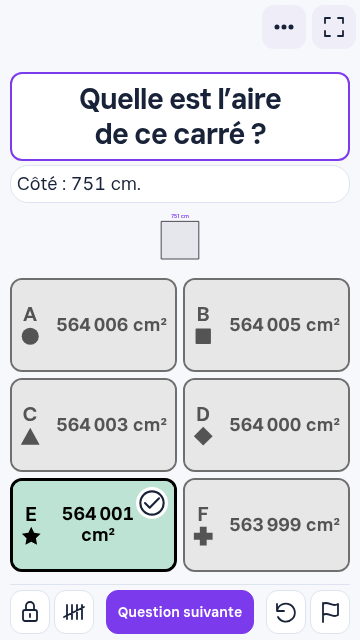 Quelle est l’aire
de ce carré ?
Côté : 751 cm.
751 cm
A
564 006 cm²
B
564 005 cm²
C
564 003 cm²
D
564 000 cm²
E
564 001
cm²
F
563 999 cm²
Question suivante